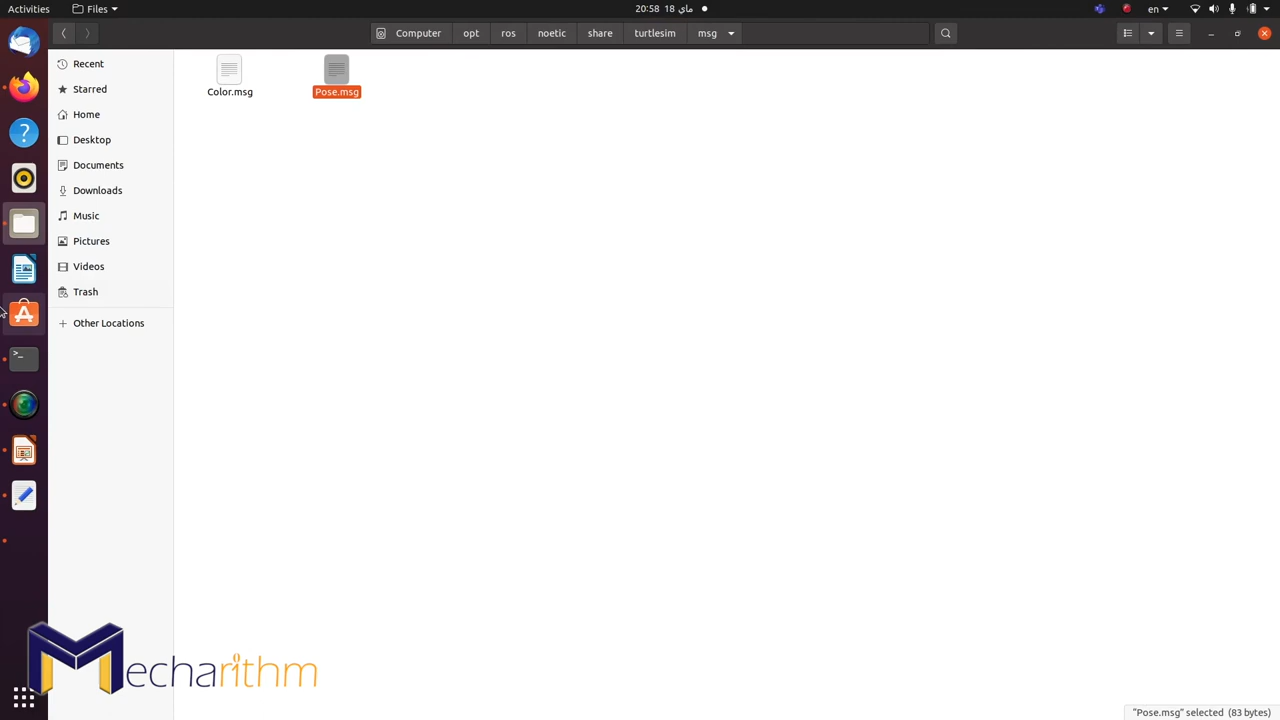 Activities Files 20:58 18 ماي en
Computer opt ros noetic share turtlesim msg
Recent
Starred
Home
Desktop
Documents
Downloads
Music
Pictures
Videos
Trash
Other Locations
Color.msg Pose.msg
Mecharithm
"Pose.msg" selected (83 bytes)